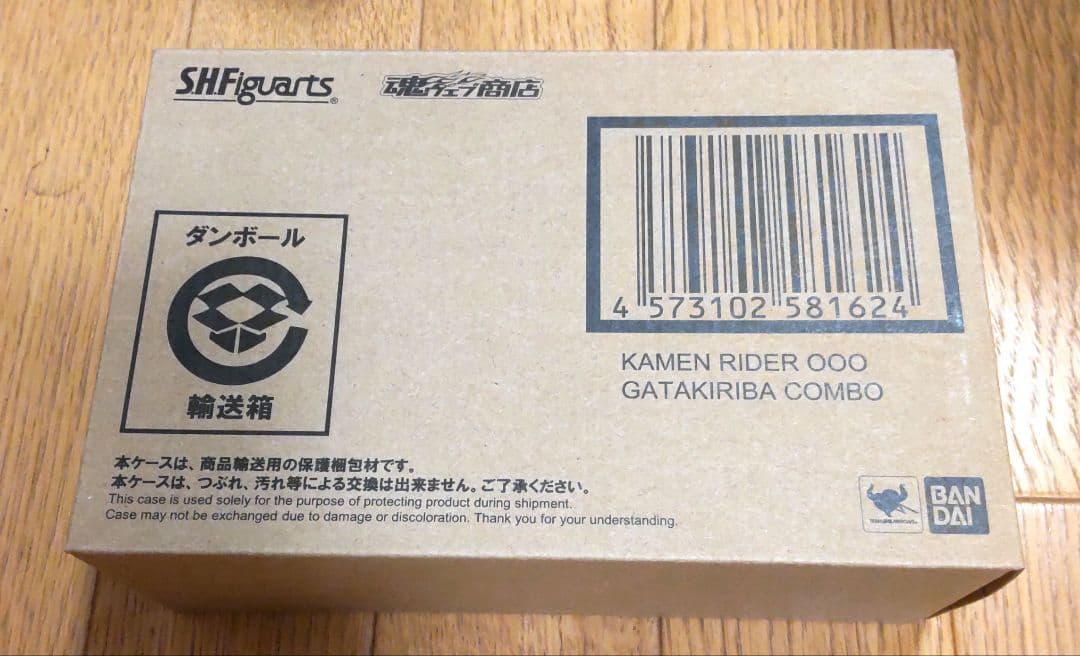 S.H.Figuarts®
魂ウェブ商店
ダンボール
輸送箱
4 573102 581624
KAMEN RIDER OOO
GATAKIRIBA COMBO
本ケースは、商品輸送用の保護梱包材です。
本ケースは、つぶれ、汚れ等による交換は出来ません。ご了承ください。
This case is used solely for the purpose of protecting product during shipment.
Case may not be exchanged due to damage or discoloration. Thank you for your understanding.
BAN
DAI